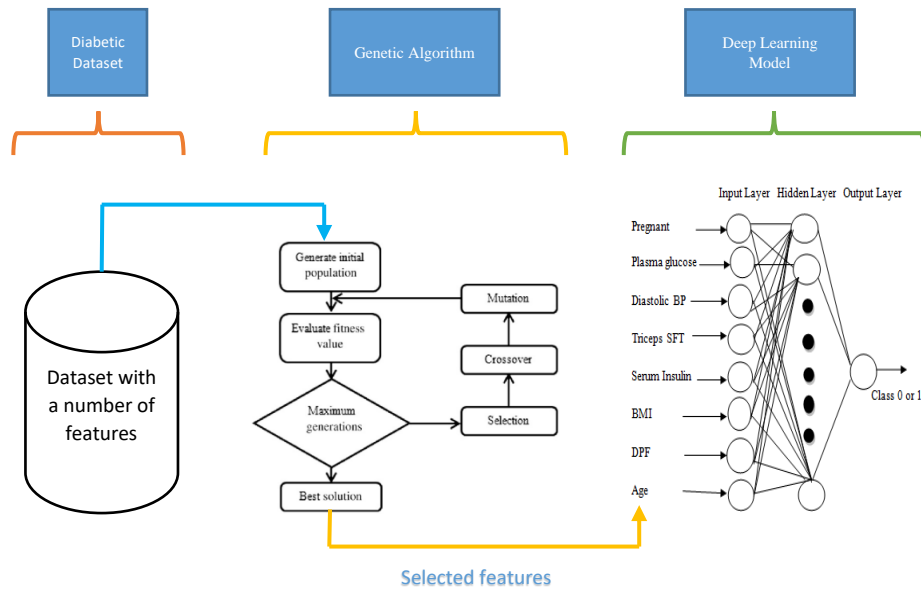 Diabetic
Dataset
Genetic Algorithm
Deep Learning
Model
Dataset with
a number of
features
Generate initial
population
Evaluate fitness
value
Maximum
generations
Best solution
Mutation
Crossover
Selection
Selected features
Input Layer Hidden Layer Output Layer
Pregnant
Plasma glucose
Diastolic BP
Triceps SFT
Serum Insulin
BMI
DPF
Age
Class 0 or 1